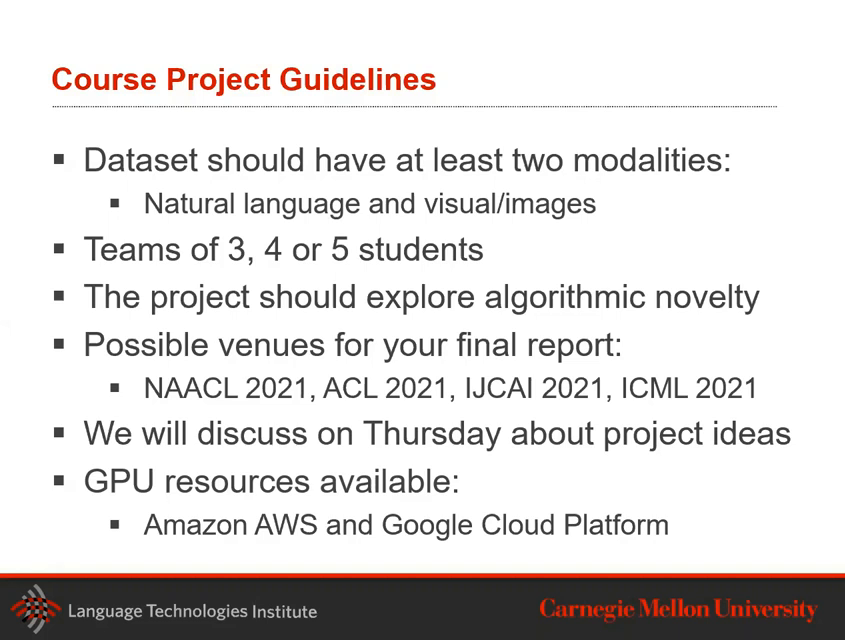 Course Project Guidelines
▪ Dataset should have at least two modalities:
▪ Natural language and visual/images
▪ Teams of 3, 4 or 5 students
▪ The project should explore algorithmic novelty
▪ Possible venues for your final report:
▪ NAACL 2021, ACL 2021, IJCAI 2021, ICML 2021
▪ We will discuss on Thursday about project ideas
▪ GPU resources available:
▪ Amazon AWS and Google Cloud Platform
Language Technologies Institute
Carnegie Mellon University